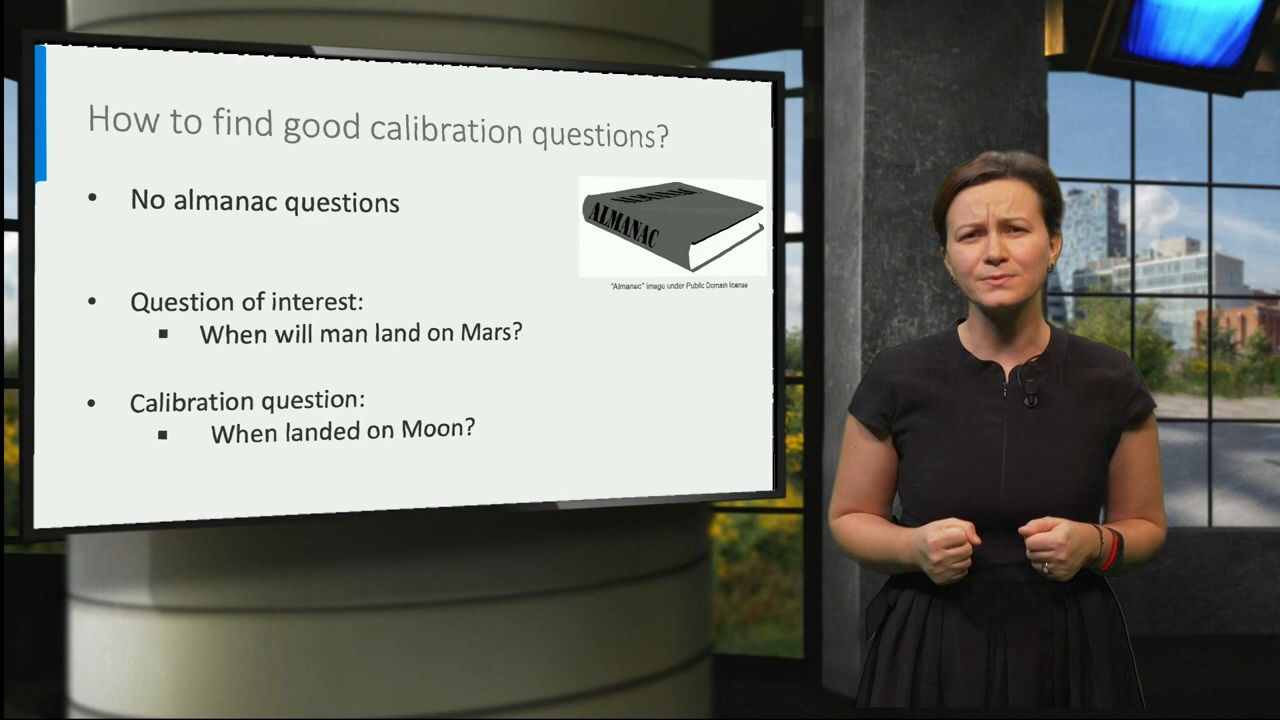 How to find good calibration questions?
• No almanac questions
ALMANAC
ALMANAC
"Almanac" image under Public Domain license
• Question of interest:
▪ When will man land on Mars?
• Calibration question:
▪ When landed on Moon?